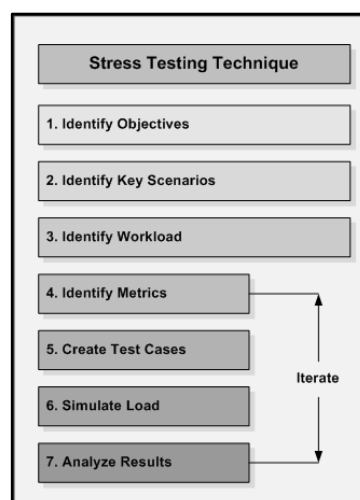 Stress Testing Technique
1. Identify Objectives
2. Identify Key Scenarios
3. Identify Workload
4. Identify Metrics
5. Create Test Cases
Iterate
6. Simulate Load
7. Analyze Results